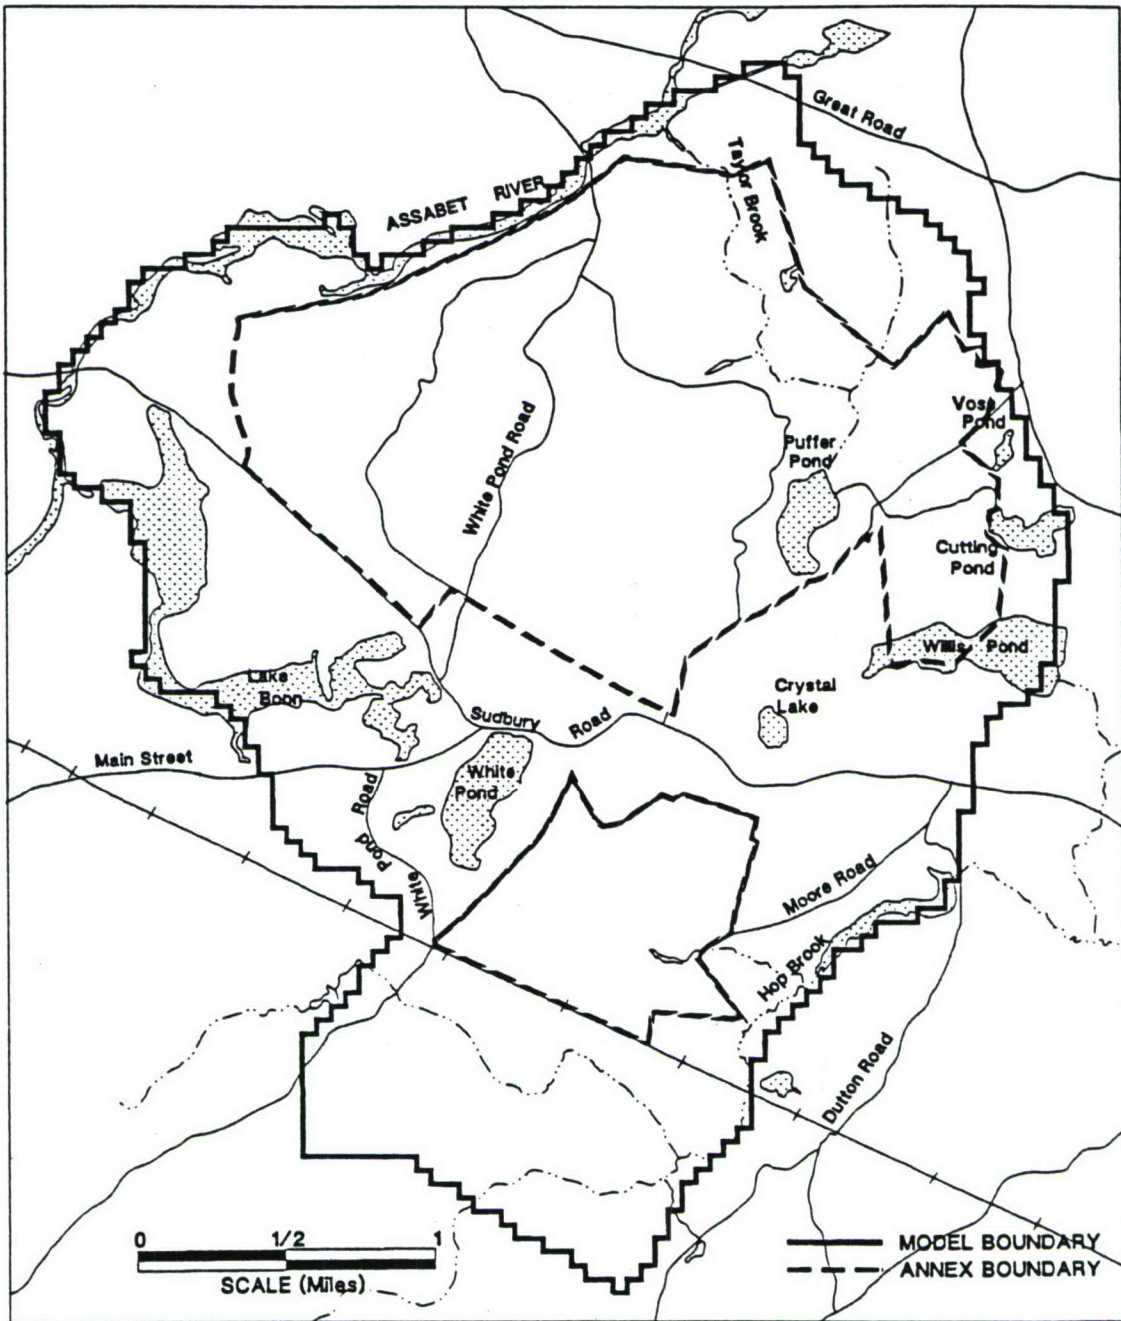 Great Road
Taylor Brook
ASSABET RIVER
White Pond Road
Vose
Pond
Puffer
Pond
Cutting
Pond
Willis Pond
Lake
Boon
Crystal
Lake
Sudbury Road
Main Street
White
Pond
White Pond Road
Moore Road
Hop Brook
Dutton Road
0 1/2 1
SCALE (Miles)
MODEL BOUNDARY
ANNEX BOUNDARY